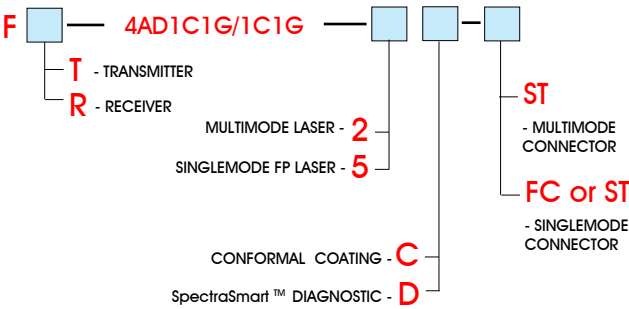 F 4AD1C1G/1C1G
T - TRANSMITTER
R - RECEIVER
MULTIMODE LASER - 2
SINGLEMODE FP LASER - 5
CONFORMAL COATING - C
SpectraSmart ™ DIAGNOSTIC - D
ST
- MULTIMODE
CONNECTOR
FC or ST
- SINGLEMODE
CONNECTOR